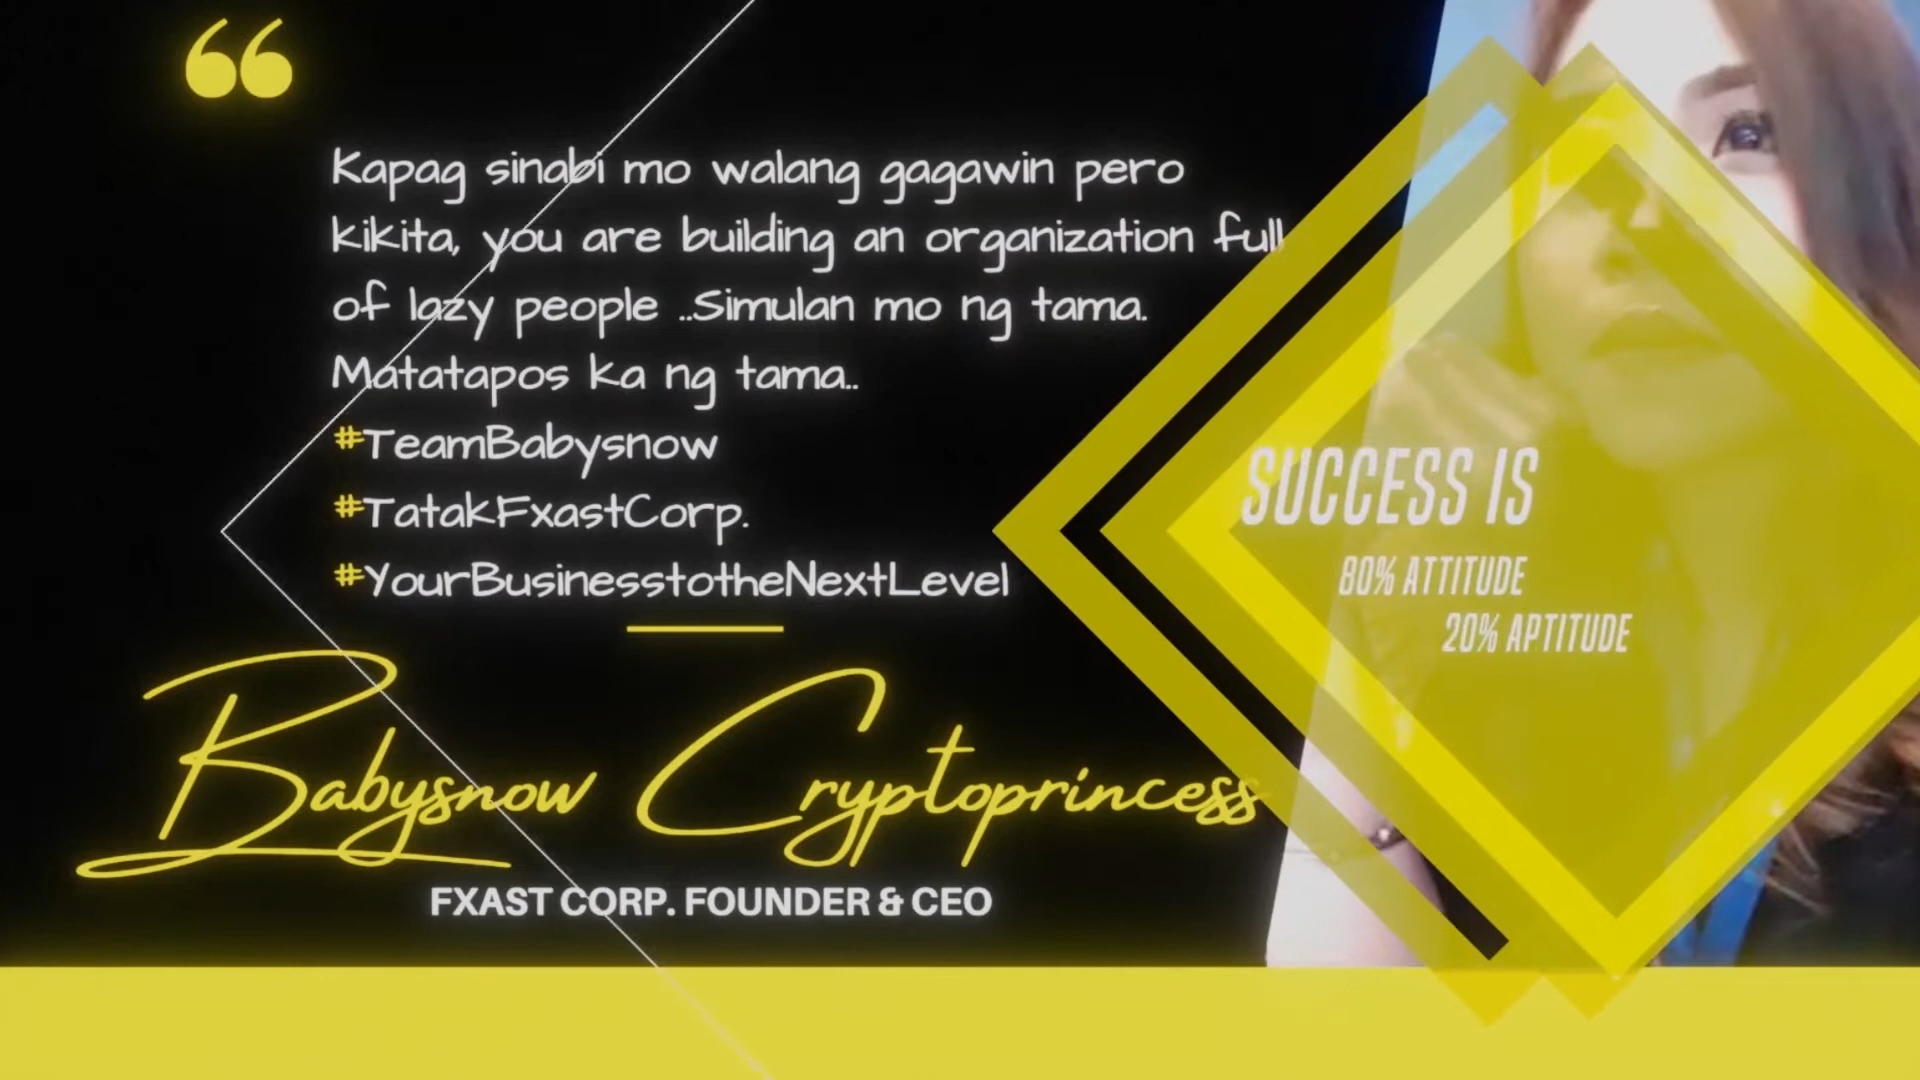 Kapag sinabi mo walang gagawin pero
kikita, you are building an organization full
of lazy people ..Simulan mo ng tama.
Matatapos ka ng tama..
#TeamBabysnow
#TatakFxastCorp.
#YourBusinesstotheNextLevel
Babysnow Cryptoprincess
FXAST CORP. FOUNDER & CEO
SUCCESS IS
80% ATTITUDE
20% APTITUDE